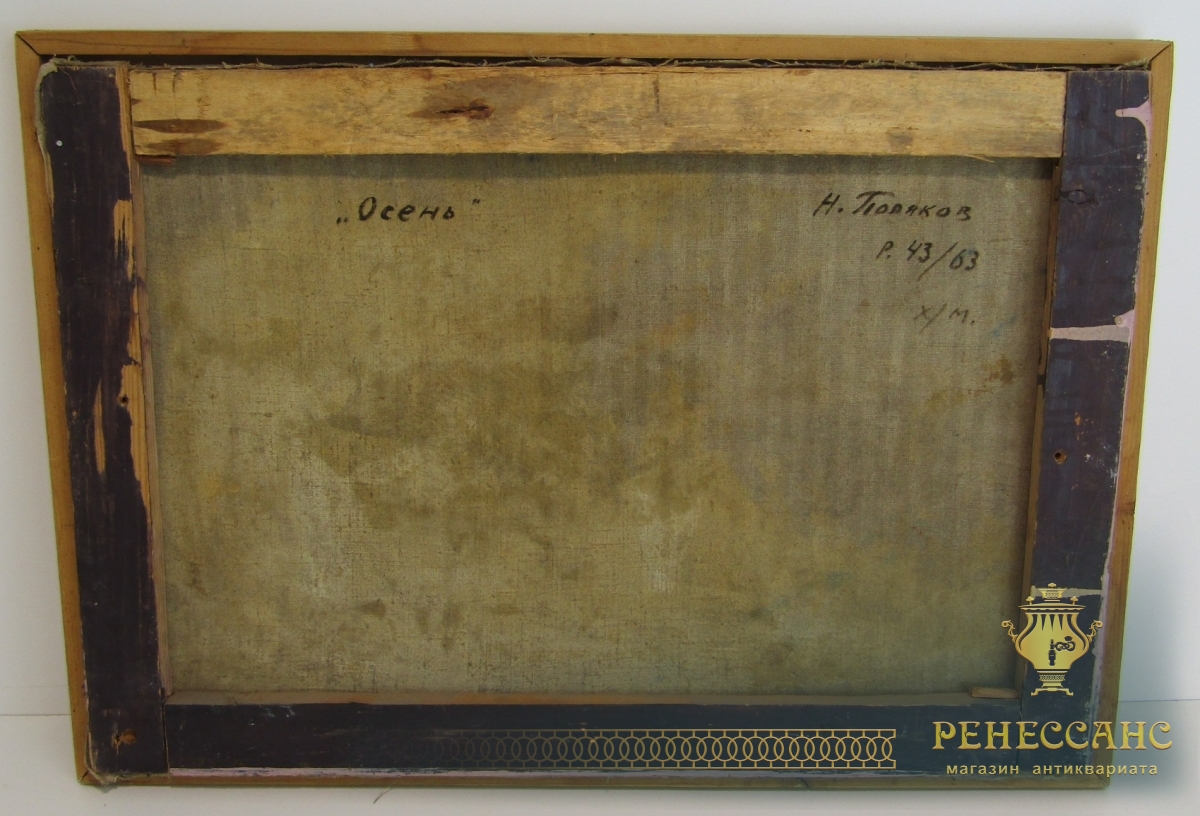 „Осень"
Н. Поляков
Р. 43/63
х/м.
РЕНЕССАНС
магазин антиквариата